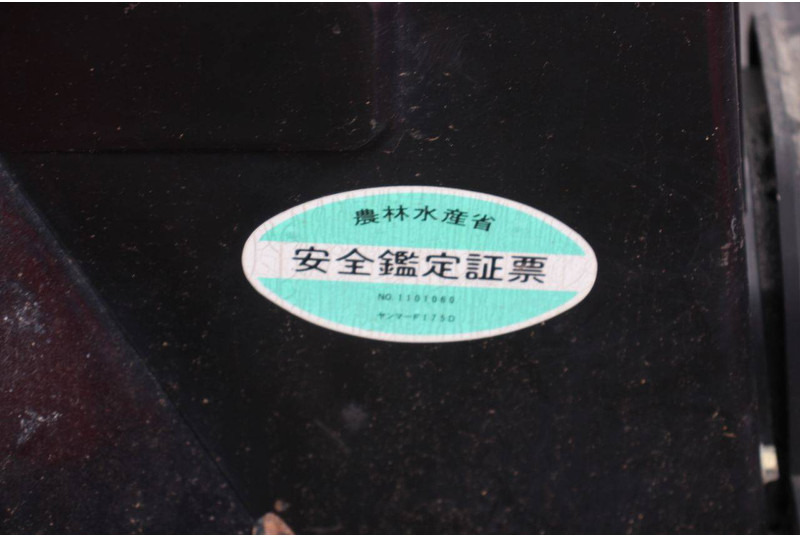 農林水産省
安全鑑定証票
NO. 1101060
ヤンマーF175D